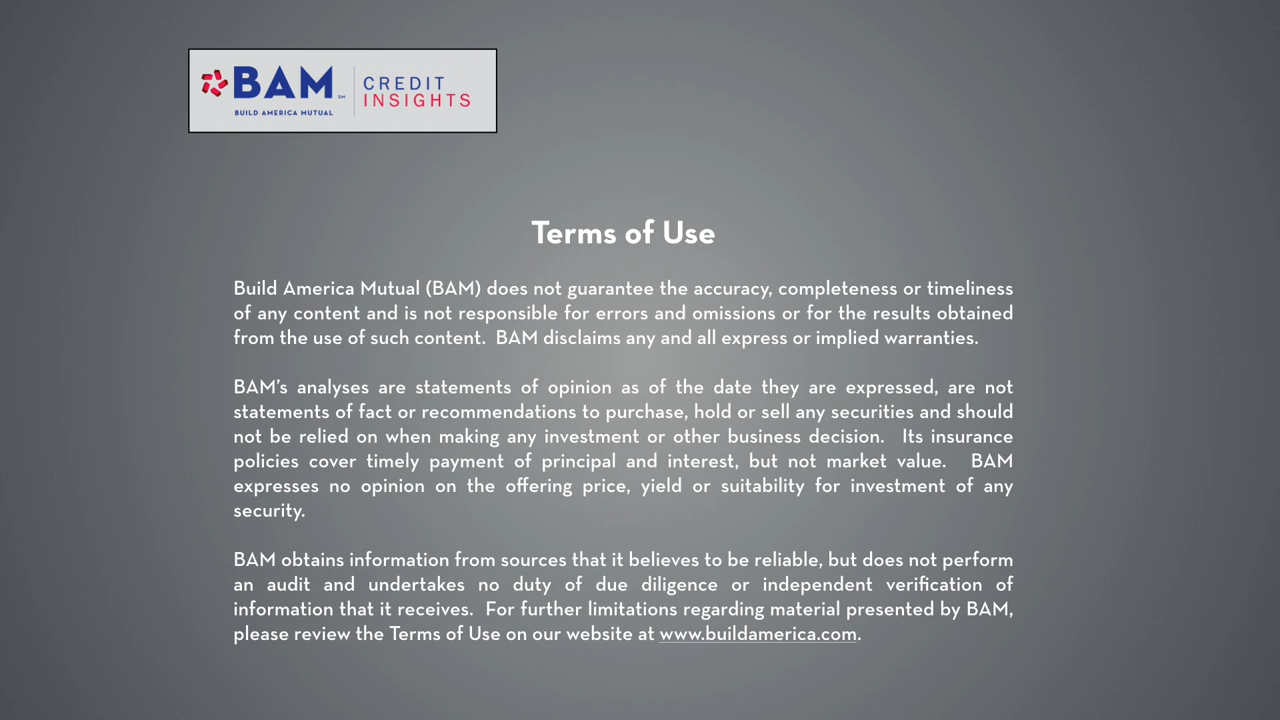 BAM SM
BUILD AMERICA MUTUAL
CREDIT
INSIGHTS
Terms of Use
Build America Mutual (BAM) does not guarantee the accuracy, completeness or timeliness
of any content and is not responsible for errors and omissions or for the results obtained
from the use of such content.  BAM disclaims any and all express or implied warranties.
BAM's analyses are statements of opinion as of the date they are expressed, are not
statements of fact or recommendations to purchase, hold or sell any securities and should
not be relied on when making any investment or other business decision.  Its insurance
policies cover timely payment of principal and interest, but not market value.  BAM
expresses no opinion on the offering price, yield or suitability for investment of any
security.
BAM obtains information from sources that it believes to be reliable, but does not perform
an audit and undertakes no duty of due diligence or independent verification of
information that it receives.  For further limitations regarding material presented by BAM,
please review the Terms of Use on our website at www.buildamerica.com.